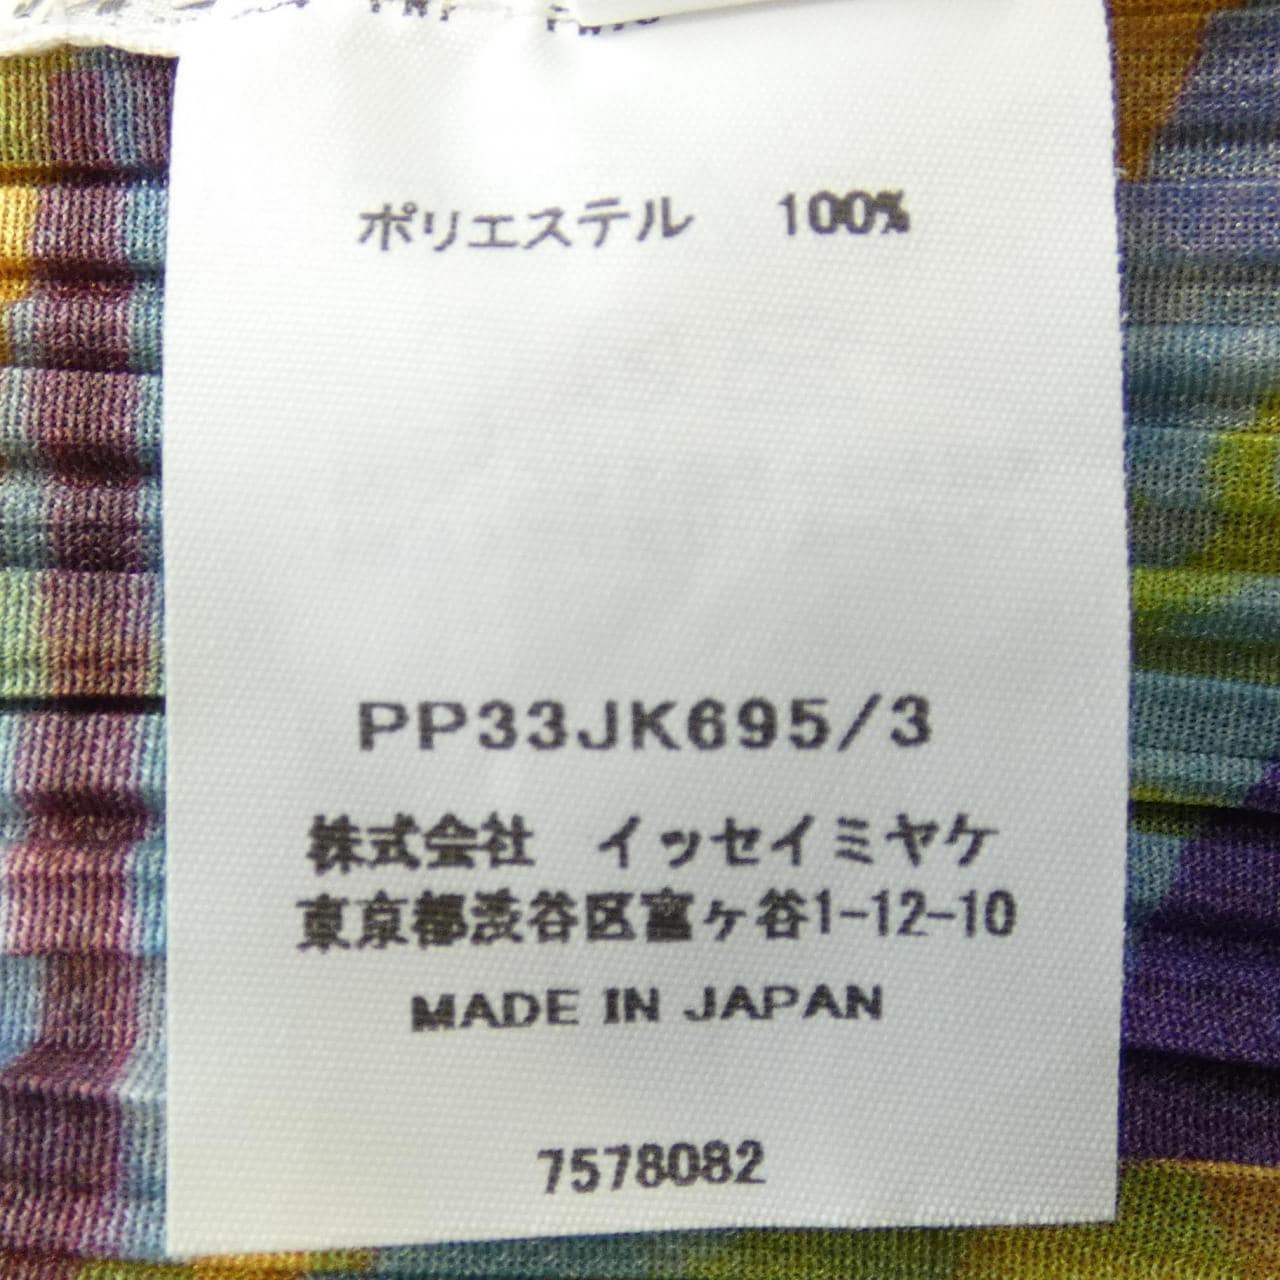 ポリエステル 100%
PP33JK695/3
株式会社 イッセイミヤケ
東京都渋谷区富ヶ谷1-12-10
MADE IN JAPAN
7578082